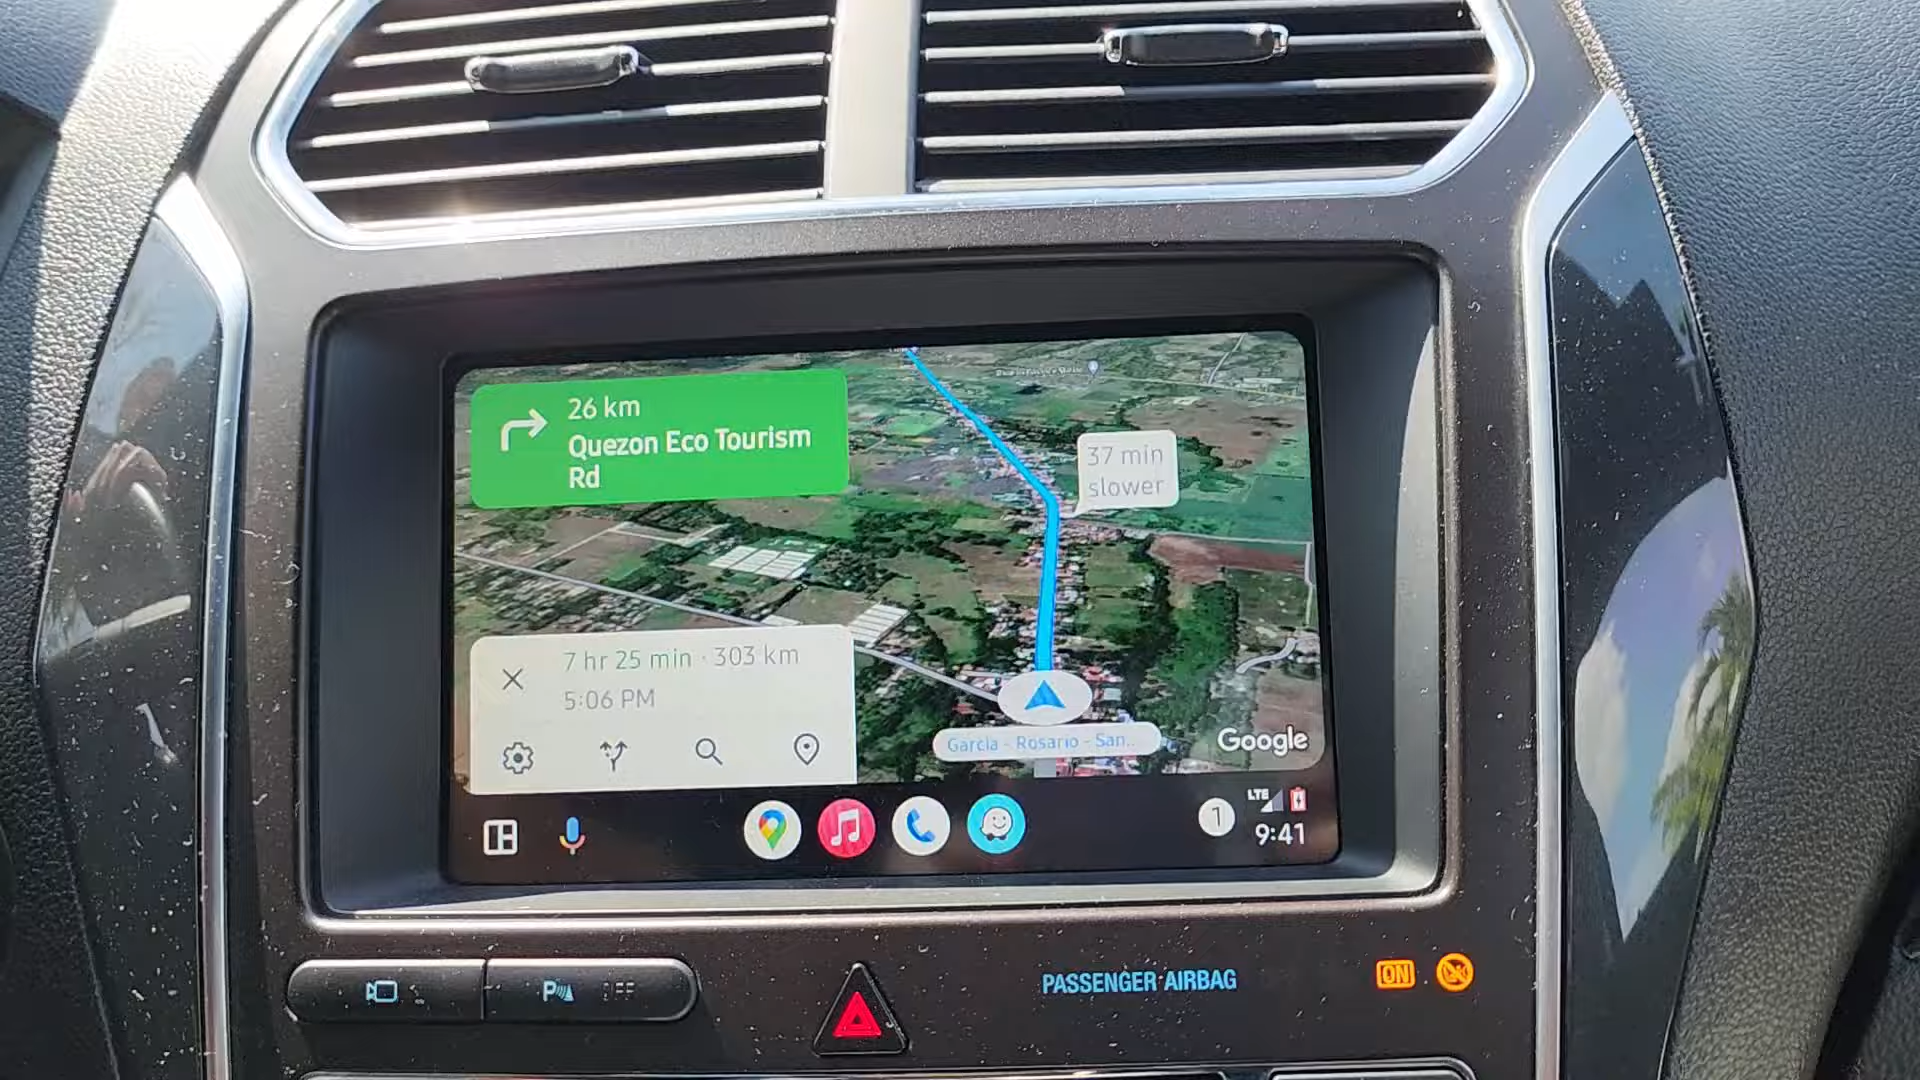 26 km
Quezon Eco Tourism
Rd
37 min
slower
7 hr 25 min · 303 km
5:06 PM
Garcia - Rosario - San..
Google
1
LTE
9:41
P
OFF
PASSENGER AIRBAG
ON